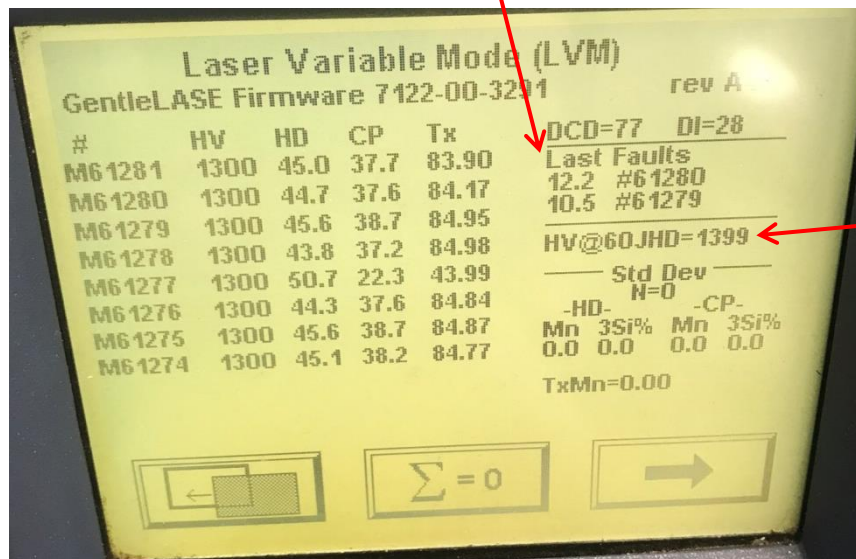 Laser Variable Mode (LVM)
GentleLASE Firmware 7122-00-3291 rev
# HV HD CP Tx
M61281 1300 45.0 37.7 83.90
M61280 1300 44.7 37.6 84.17
M61279 1300 45.6 38.7 84.95
M61278 1300 43.8 37.2 84.98
M61277 1300 50.7 22.3 43.99
M61276 1300 44.3 37.6 84.84
M61275 1300 45.6 38.7 84.87
M61274 1300 45.1 38.2 84.77
DCD=77 DI=28
Last Faults
12.2 #61280
10.5 #61279
HV@60JHD=1399
Std Dev
N=0
-HD- -CP-
Mn 3Si% Mn 3Si%
0.0 0.0 0.0 0.0
TxMn=0.00
Σ = 0